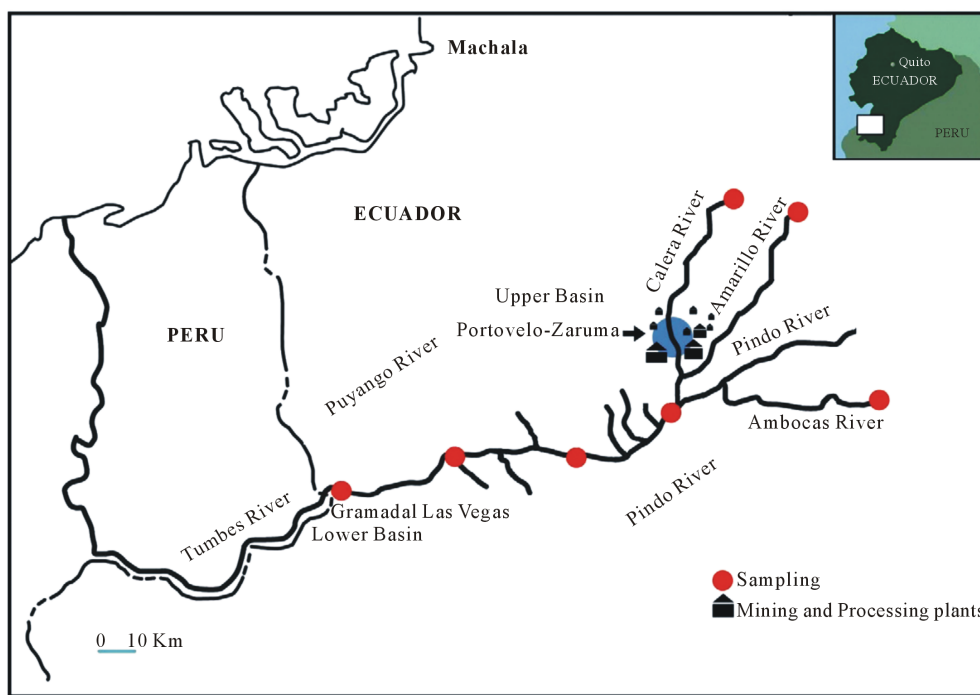 Machala
Quito
ECUADOR
PERU
ECUADOR
Calera River
Amarillo River
Upper Basin
Portovelo-Zaruma
PERU
Pindo River
Puyango River
Ambocas River
Pindo River
Tumbes River
Gramadal Las Vegas
Lower Basin
Sampling
Mining and Processing plants
0 10 Km